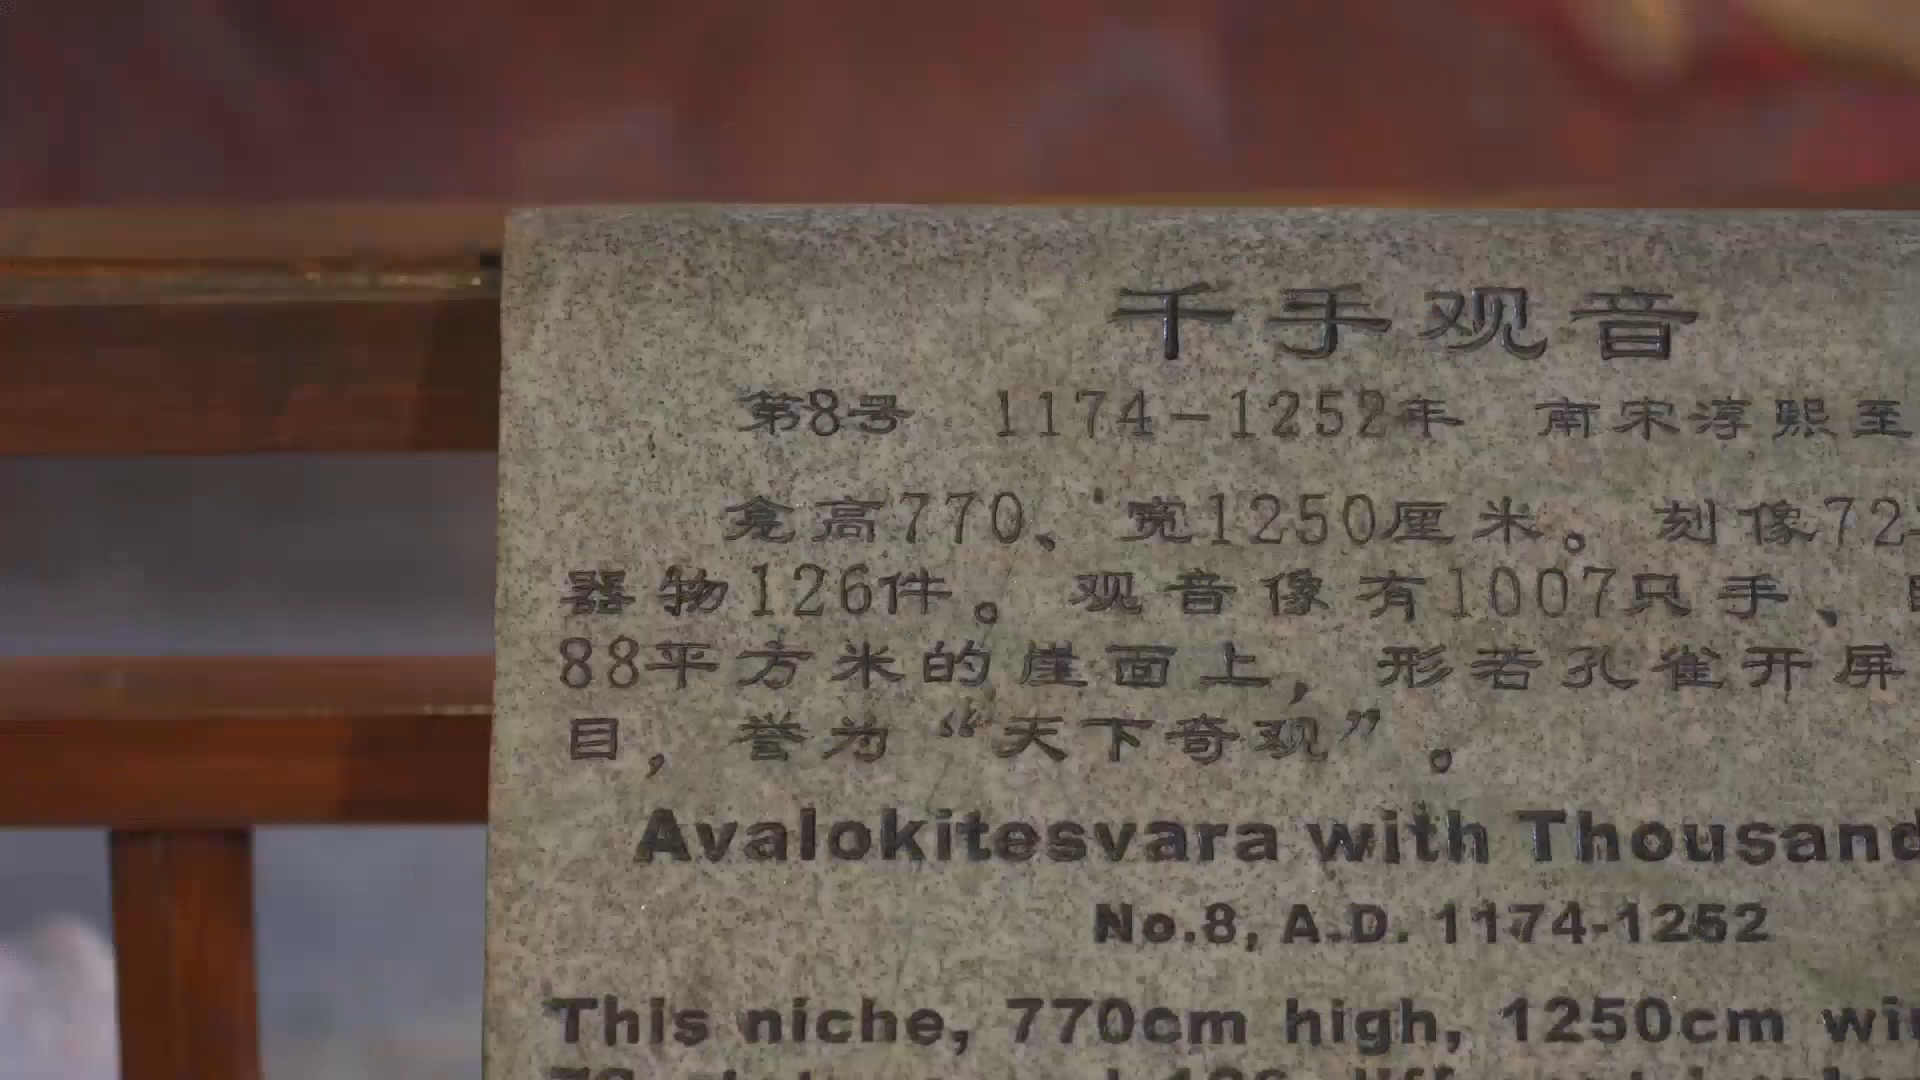 千手观音
第8号 1174-1252年 南宋淳熙至
龛高770、宽1250厘米。刻像72
器物126件。观音像有1007只手、
88平方米的崖面上，形若孔雀开屏
目，誉为“天下奇观”。
Avalokitesvara with Thousand
No.8, A.D. 1174-1252
This niche, 770cm high, 1250cm